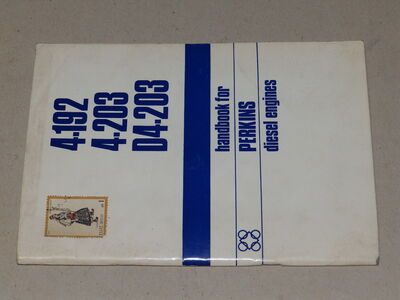 4·192
4·203
D4·203
handbook for
PERKINS
diesel engines